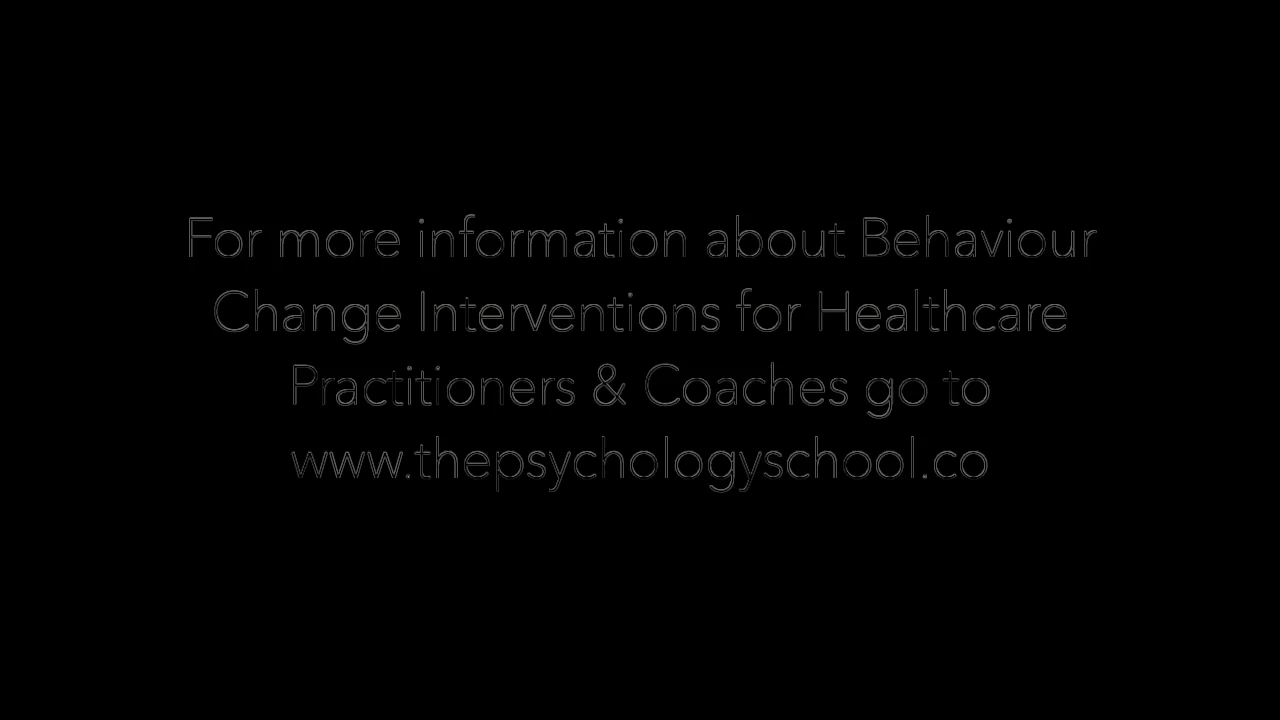 For more information about Behaviour
Change Interventions for Healthcare
Practitioners & Coaches go to
www.thepsychologyschool.co